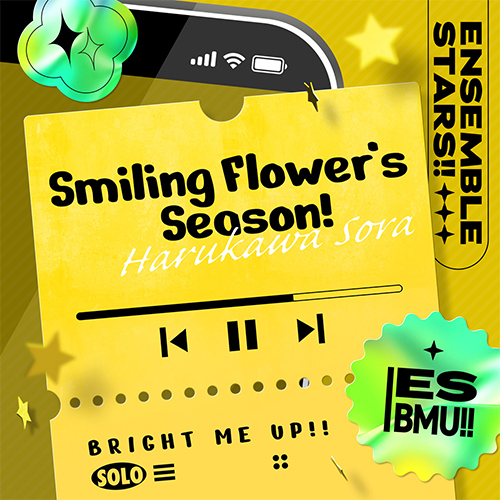 ENSEMBLE
STARS!!
Smiling Flower's
Season!
Harukawa Sora
ES
BMU!!
BRIGHT ME UP!!
SOLO